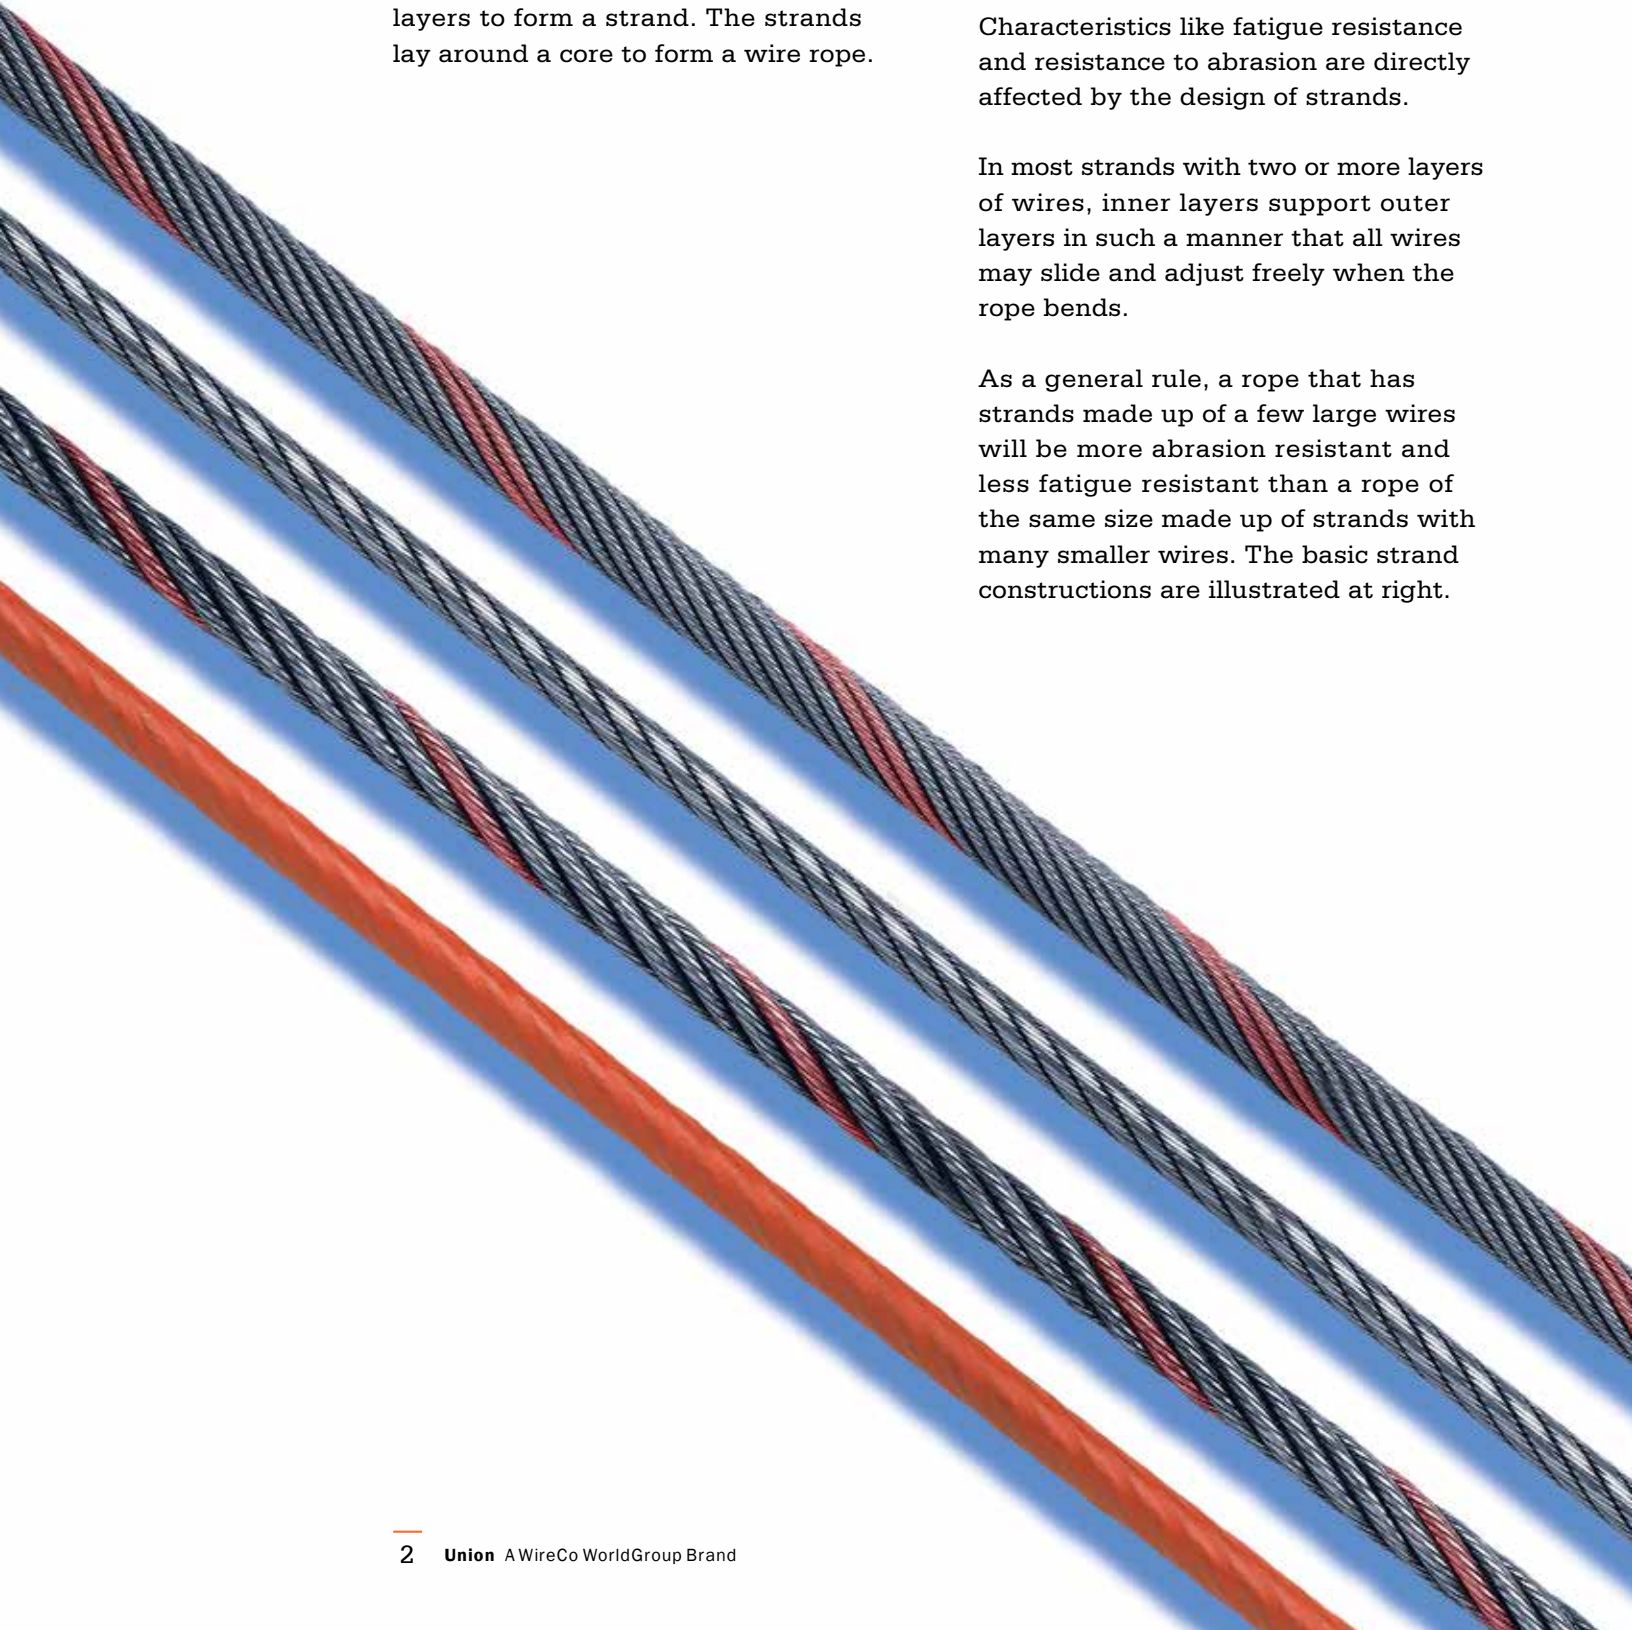 layers to form a strand. The strands
lay around a core to form a wire rope.
Characteristics like fatigue resistance
and resistance to abrasion are directly
affected by the design of strands.
In most strands with two or more layers
of wires, inner layers support outer
layers in such a manner that all wires
may slide and adjust freely when the
rope bends.
As a general rule, a rope that has
strands made up of a few large wires
will be more abrasion resistant and
less fatigue resistant than a rope of
the same size made up of strands with
many smaller wires. The basic strand
constructions are illustrated at right.
2 Union A WireCo WorldGroup Brand